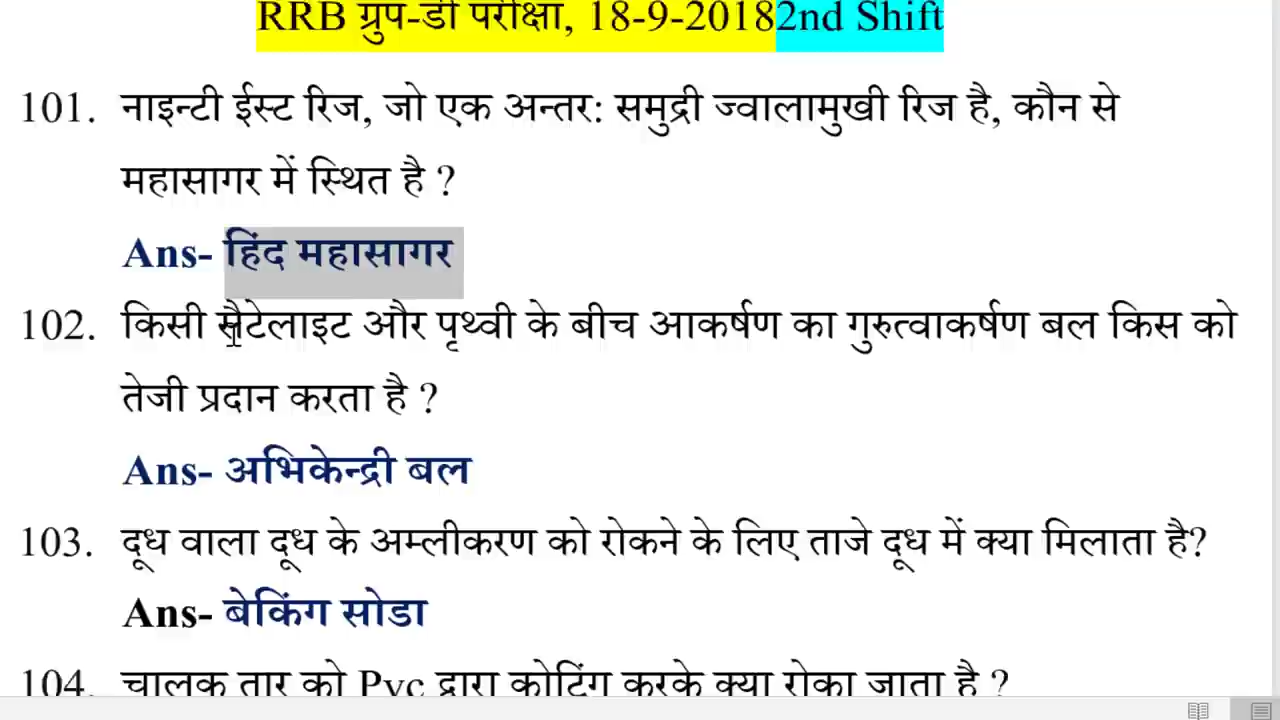 RRB ग्रुप-डी परीक्षा, 18-9-20182nd Shift
101. नाइन्टी ईस्ट रिज, जो एक अन्तर: समुद्री ज्वालामुखी रिज है, कौन से
महासागर में स्थित है ?
Ans- हिंद महासागर
102. किसी सैटेलाइट और पृथ्वी के बीच आकर्षण का गुरुत्वाकर्षण बल किस को
तेजी प्रदान करता है ?
Ans- अभिकेन्द्री बल
103. दूध वाला दूध के अम्लीकरण को रोकने के लिए ताजे दूध में क्या मिलाता है?
Ans- बेकिंग सोडा
104. चालक तार को Pvc द्वारा कोटिंग करके क्या रोका जाता है ?